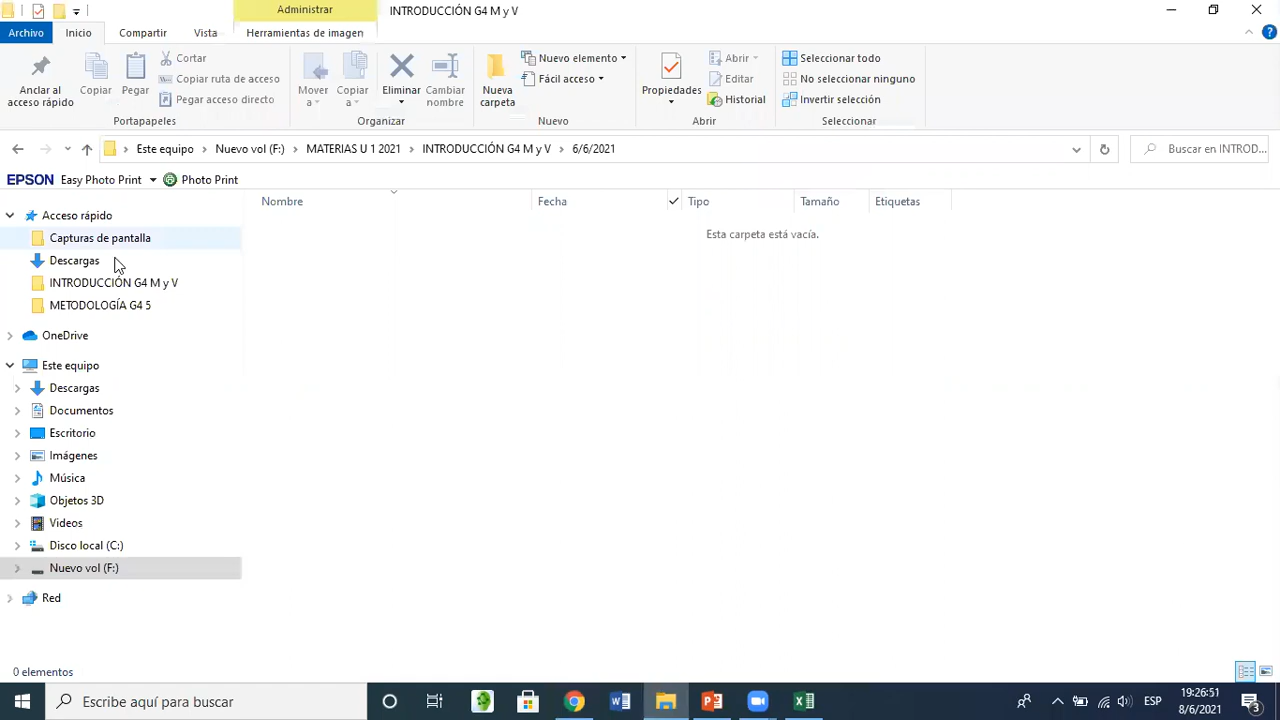 Administrar
INTRODUCCIÓN G4 M y V
Archivo
Inicio
Compartir
Vista
Herramientas de imagen
Anclar al acceso rápido
Copiar
Pegar
Cortar
Copiar ruta de acceso
Pegar acceso directo
Portapapeles
Mover a
Copiar a
Eliminar
Cambiar nombre
Organizar
Nueva carpeta
Nuevo elemento
Fácil acceso
Nuevo
Propiedades
Abrir
Editar
Historial
Abrir
Seleccionar todo
No seleccionar ninguno
Invertir selección
Seleccionar
Este equipo > Nuevo vol (F:) > MATERIAS U 1 2021 > INTRODUCCIÓN G4 M y V > 6/6/2021
Buscar en INTROD...
EPSON Easy Photo Print Photo Print
Nombre Fecha Tipo Tamaño Etiquetas
Esta carpeta está vacía.
Acceso rápido
Capturas de pantalla
Descargas
INTRODUCCIÓN G4 M y V
METODOLOGÍA G4 5
OneDrive
Este equipo
Descargas
Documentos
Escritorio
Imágenes
Música
Objetos 3D
Videos
Disco local (C:)
Nuevo vol (F:)
Red
0 elementos
Escribe aquí para buscar
ESP
19:26:51
8/6/2021
3